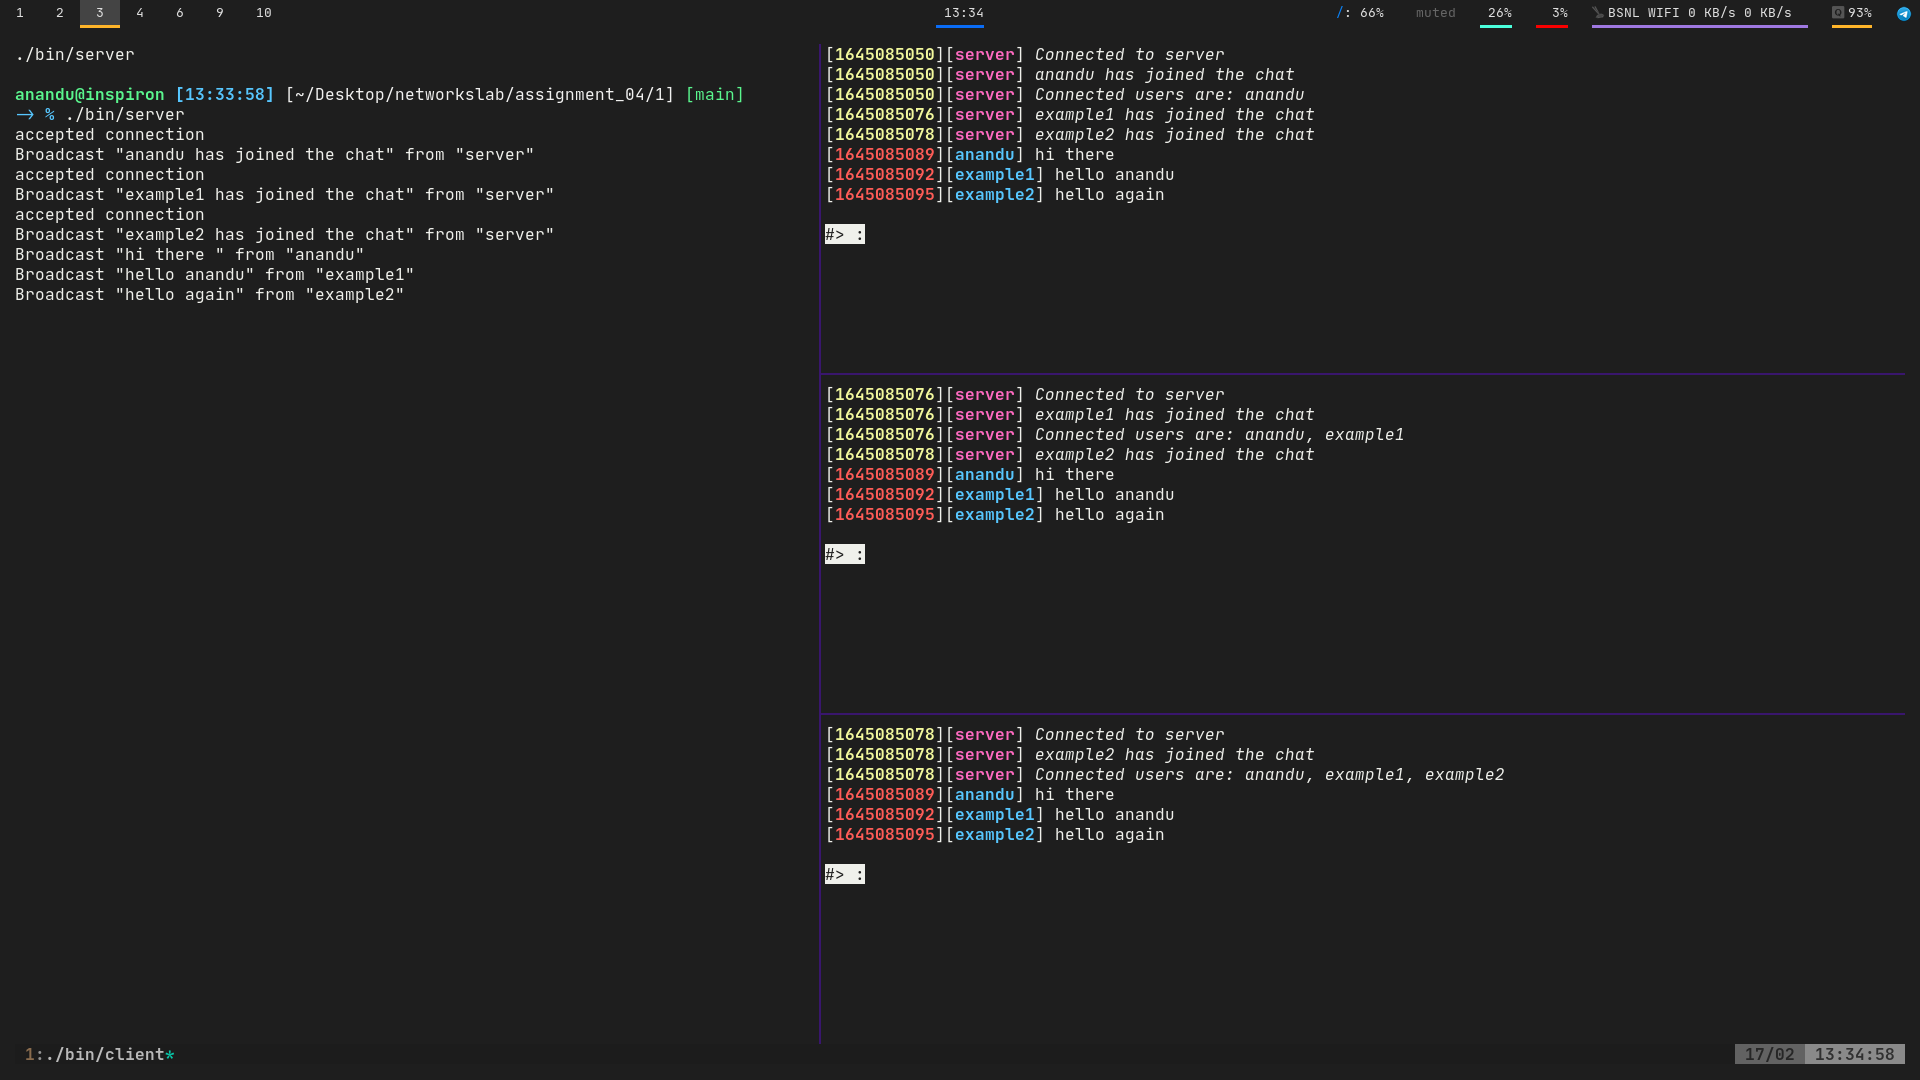 1 2 3 4 6 9 10 13:34 /: 66% muted 26% 3% BSNL WIFI 0 KB/s 0 KB/s 93%
./bin/server
anandu@inspiron [13:33:58] [~/Desktop/networkslab/assignment_04/1] [main]
—> % ./bin/server
accepted connection
Broadcast "anandu has joined the chat" from "server"
accepted connection
Broadcast "example1 has joined the chat" from "server"
accepted connection
Broadcast "example2 has joined the chat" from "server"
Broadcast "hi there " from "anandu"
Broadcast "hello anandu" from "example1"
Broadcast "hello again" from "example2"
[1645085050][server] Connected to server
[1645085050][server] anandu has joined the chat
[1645085050][server] Connected users are: anandu
[1645085076][server] example1 has joined the chat
[1645085078][server] example2 has joined the chat
[1645085089][anandu] hi there
[1645085092][example1] hello anandu
[1645085095][example2] hello again
#> :
[1645085076][server] Connected to server
[1645085076][server] example1 has joined the chat
[1645085076][server] Connected users are: anandu, example1
[1645085078][server] example2 has joined the chat
[1645085089][anandu] hi there
[1645085092][example1] hello anandu
[1645085095][example2] hello again
#> :
[1645085078][server] Connected to server
[1645085078][server] example2 has joined the chat
[1645085078][server] Connected users are: anandu, example1, example2
[1645085089][anandu] hi there
[1645085092][example1] hello anandu
[1645085095][example2] hello again
#> :
1:./bin/client* 17/02 13:34:58